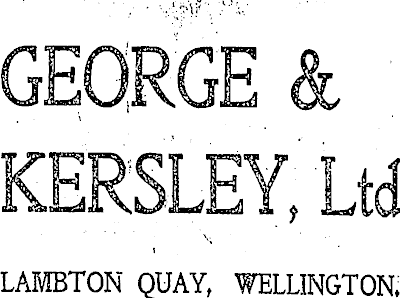 GEORGE &
KERSLEY, Ltd
LAMBTON QUAY, WELLINGTON.